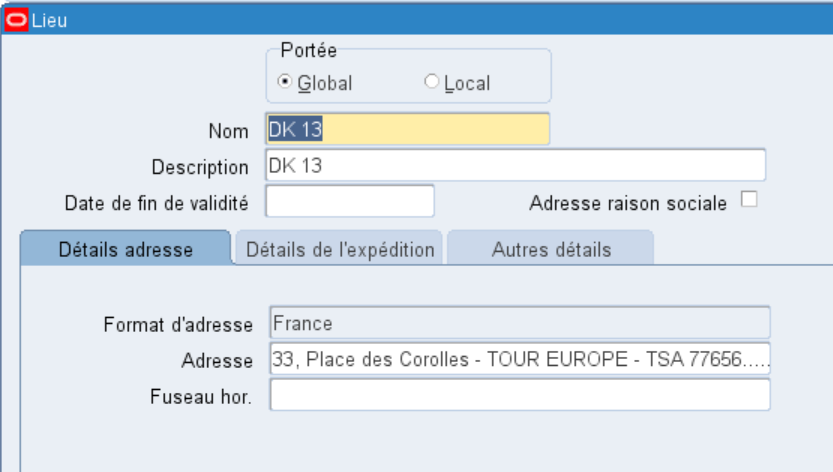 Lieu
Portée
Global Local
Nom DK 13
Description DK 13
Date de fin de validité Adresse raison sociale
Détails adresse Détails de l'expédition Autres détails
Format d'adresse France
Adresse 33, Place des Corolles - TOUR EUROPE - TSA 77656.....
Fuseau hor.